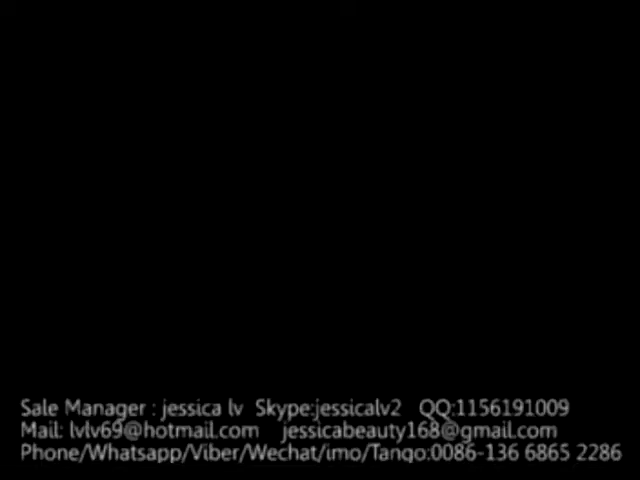 Sale Manager : jessica lv  Skype:jessicalv2   QQ:1156191009
Mail: lvlv69@hotmail.com    jessicabeauty168@gmail.com
Phone/Whatsapp/Viber/Wechat/imo/Tango:0086-136 6865 2286